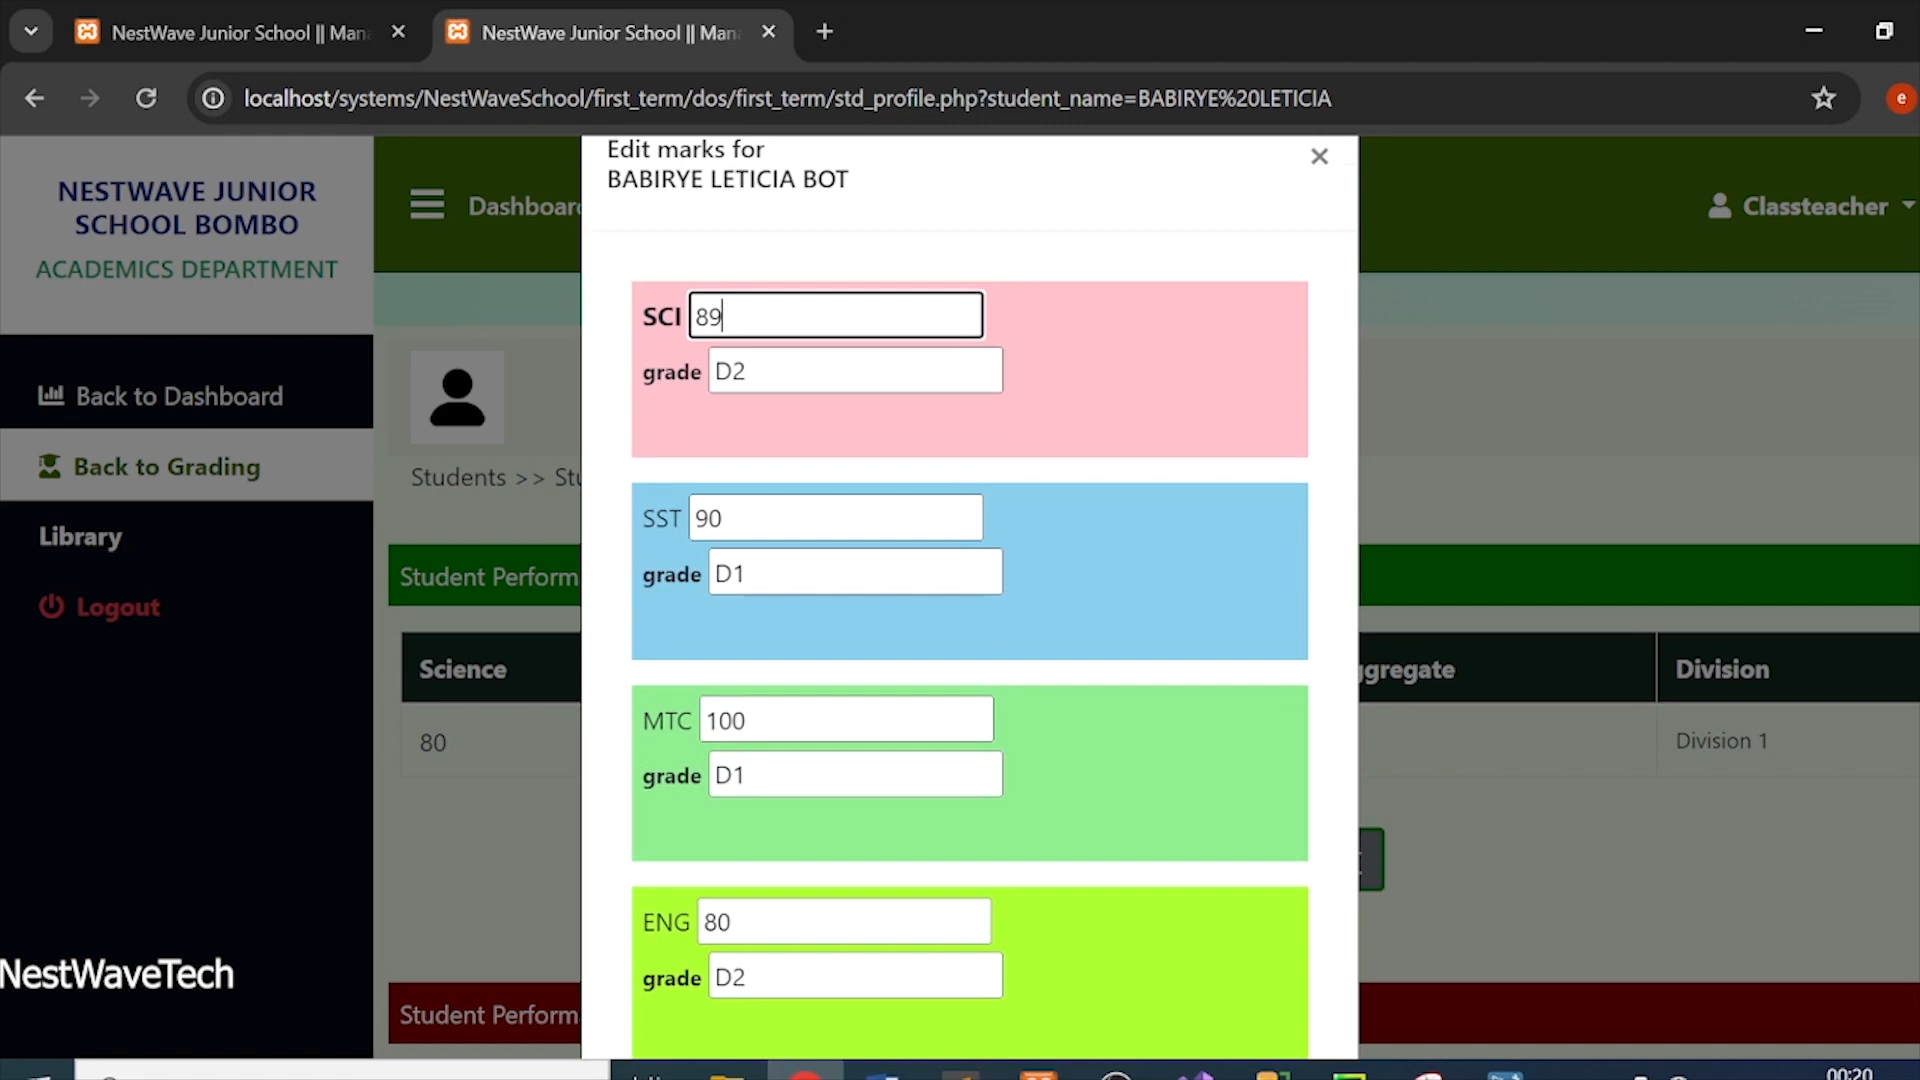 NestWave Junior School || Man
NestWave Junior School || Man
localhost/systems/NestWaveSchool/first_term/dos/first_term/std_profile.php?student_name=BABIRYE%20LETICIA
e
NESTWAVE JUNIOR
SCHOOL BOMBO
ACADEMICS DEPARTMENT
Back to Dashboard
Back to Grading
Library
Logout
NestWaveTech
Dashboard
Classteacher
Students >> Stu
Student Perform
Science
ggregate
Division
80
Division 1
Student Perform
Edit marks for
BABIRYE LETICIA BOT
SCI 89
grade D2
SST 90
grade D1
MTC 100
grade D1
ENG 80
grade D2
00:20